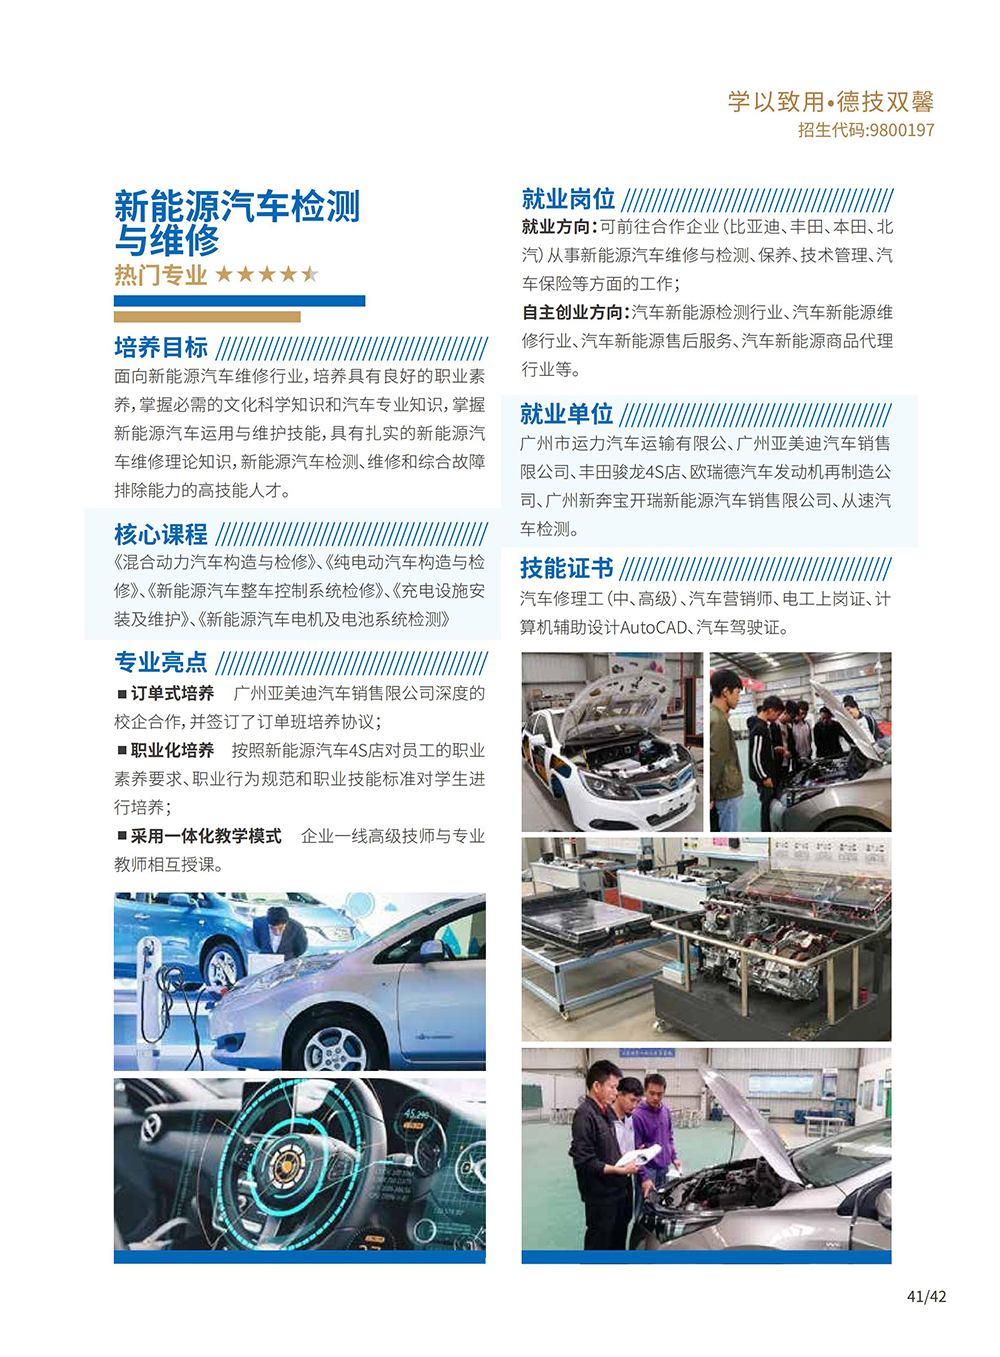 学以致用•德技双馨
招生代码:9800197
新能源汽车检测
与维修
热门专业
培养目标
面向新能源汽车维修行业，培养具有良好的职业素
养，掌握必需的文化科学知识和汽车专业知识，掌握
新能源汽车运用与维护技能，具有扎实的新能源汽
车维修理论知识，新能源汽车检测、维修和综合故障
排除能力的高技能人才。
核心课程
《混合动力汽车构造与检修》、《纯电动汽车构造与检
修》、《新能源汽车整车控制系统检修》、《充电设施安
装及维护》、《新能源汽车电机及电池系统检测》
专业亮点
■订单式培养 广州亚美迪汽车销售限公司深度的
校企合作，并签订了订单班培养协议；
■职业化培养 按照新能源汽车4S店对员工的职业
素养要求、职业行为规范和职业技能标准对学生进
行培养；
■采用一体化教学模式 企业一线高级技师与专业
教师相互授课。
就业岗位
就业方向：可前往合作企业（比亚迪、丰田、本田、北
汽）从事新能源汽车维修与检测、保养、技术管理、汽
车保险等方面的工作；
自主创业方向：汽车新能源检测行业、汽车新能源维
修行业、汽车新能源售后服务、汽车新能源商品代理
行业等。
就业单位
广州市运力汽车运输有限公、广州亚美迪汽车销售
限公司、丰田骏龙4S店、欧瑞德汽车发动机再制造公
司、广州新奔宝开瑞新能源汽车销售限公司、从速汽
车检测。
技能证书
汽车修理工（中、高级）、汽车营销师、电工上岗证、计
算机辅助设计AutoCAD、汽车驾驶证。
45.290
41/42